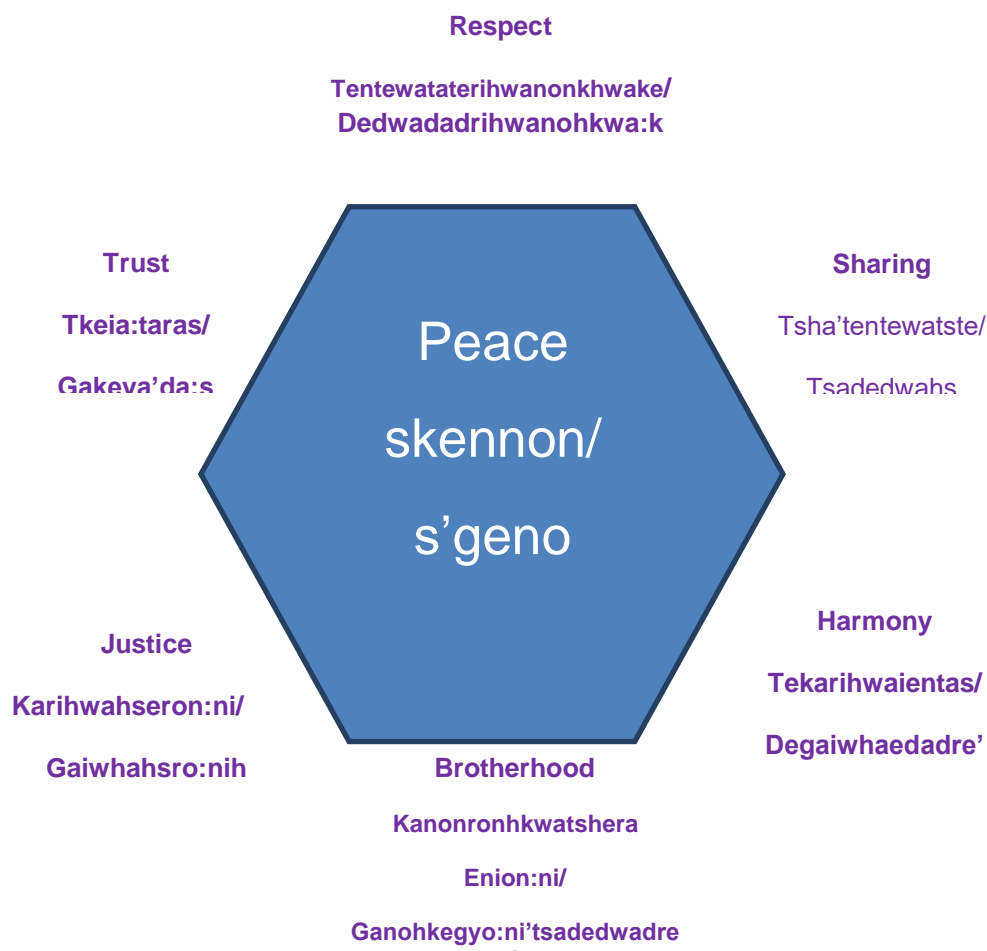 Respect
Tentewataterihwanonkhwake/
Dedwadadrihwanohkwa:k
Trust
Tkeia:taras/
Gakeya’da:s
Sharing
Tsha’tentewatste/
Tsadedwahs
Peace
skennon/
s’geno
Justice
Karihwahseron:ni/
Gaiwhahsro:nih
Harmony
Tekarihwaientas/
Degaiwhaedadre’
Brotherhood
Kanonronhkwatshera
Enion:ni/
Ganohkegyo:ni’tsadedwadre